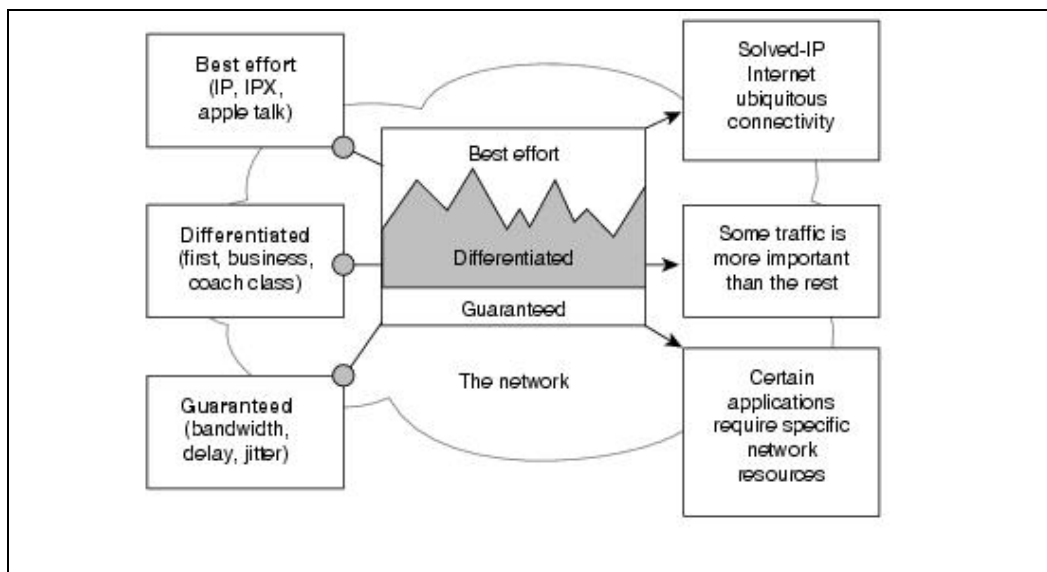 Best effort
(IP, IPX,
apple talk)
Differentiated
(first, business,
coach class)
Guaranteed
(bandwidth,
delay, jitter)
Best effort
Differentiated
Guaranteed
The network
Solved-IP
Internet
ubiquitous
connectivity
Some traffic is
more important
than the rest
Certain
applications
require specific
network
resources